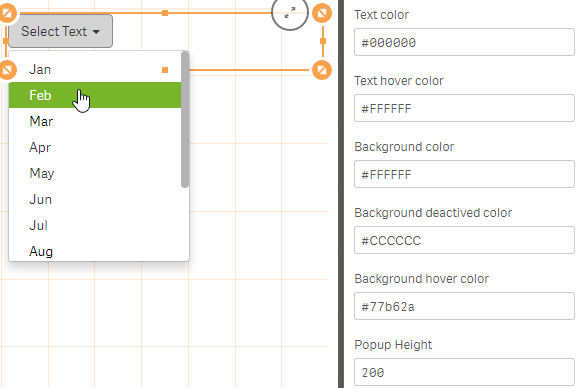 Select Text
Jan
Feb
Mar
Apr
May
Jun
Jul
Aug
Text color
#000000
Text hover color
#FFFFFF
Background color
#FFFFFF
Background deactived color
#CCCCCC
Background hover color
#77b62a
Popup Height
200